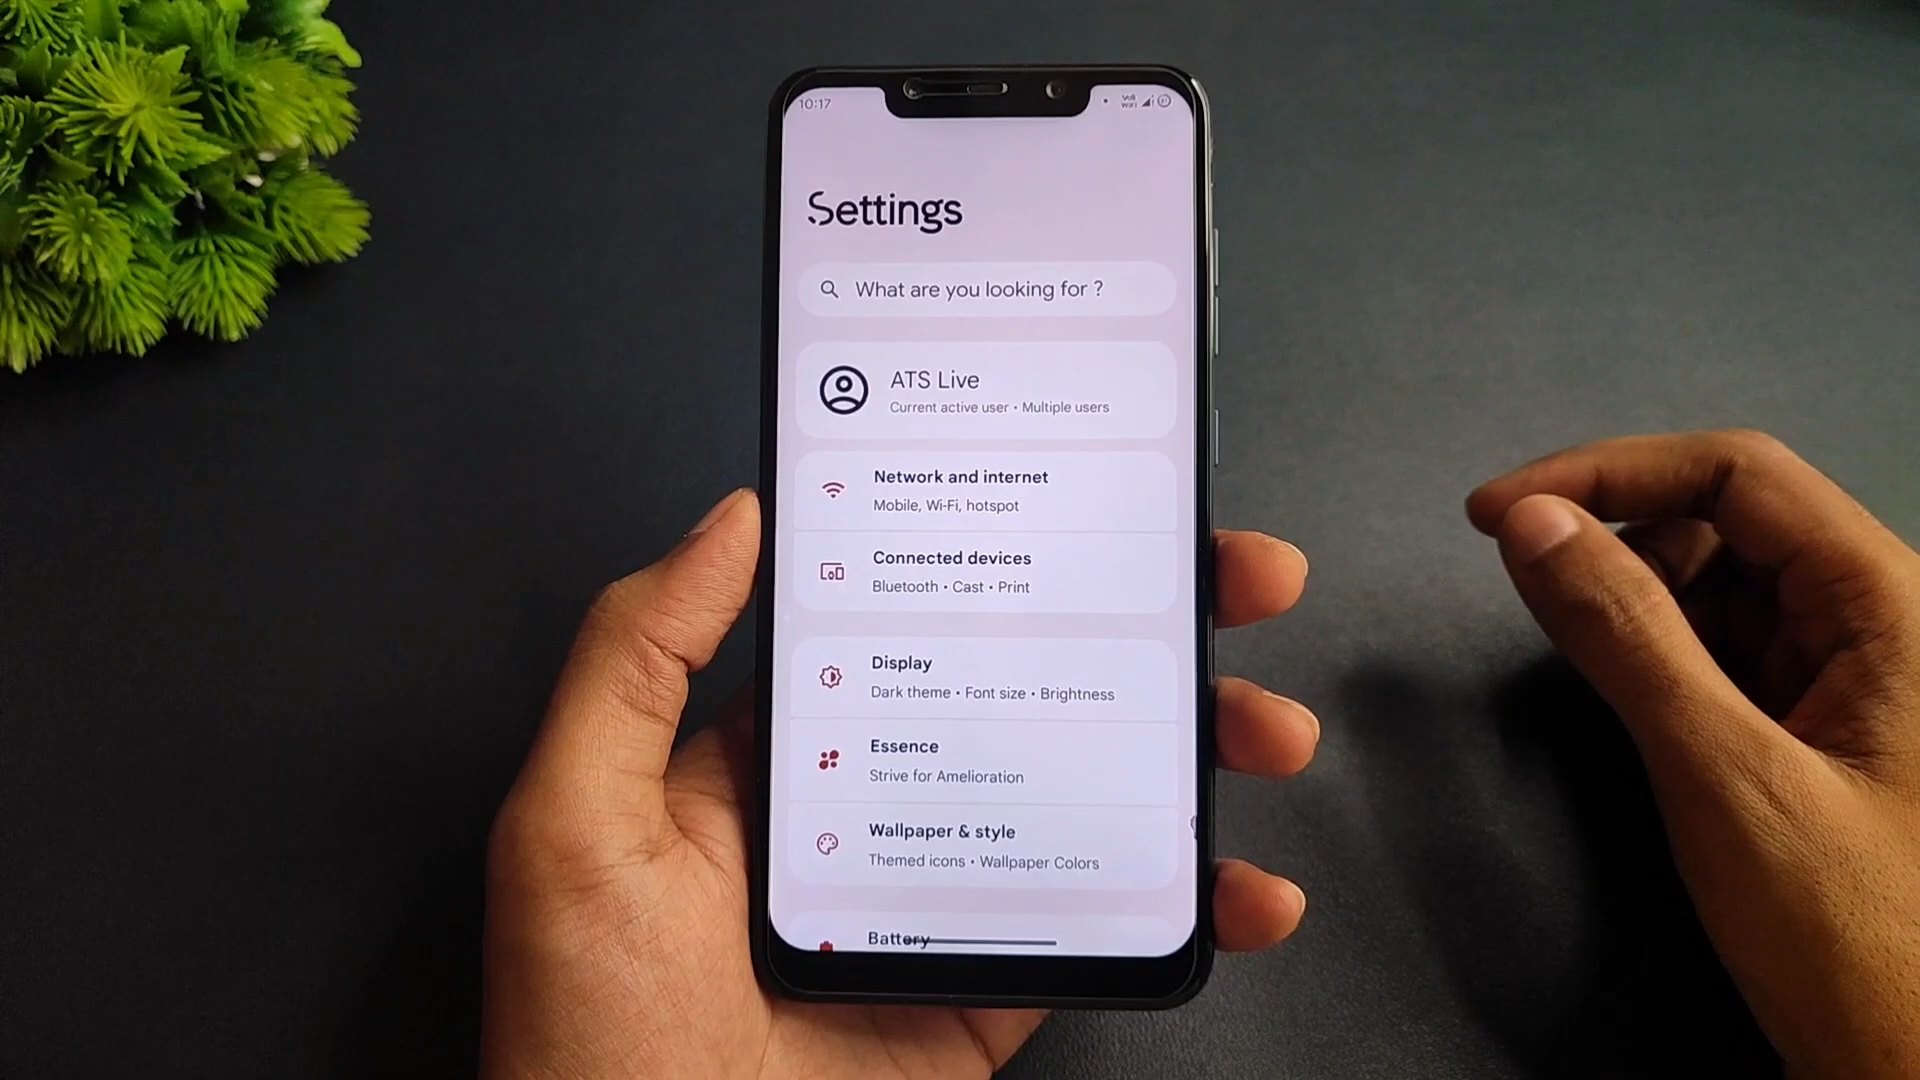 10:17
Settings
What are you looking for ?
ATS Live
Current active user • Multiple users
Network and internet
Mobile, Wi-Fi, hotspot
Connected devices
Bluetooth • Cast • Print
Display
Dark theme • Font size • Brightness
Essence
Strive for Amelioration
Wallpaper & style
Themed icons • Wallpaper Colors
Battery